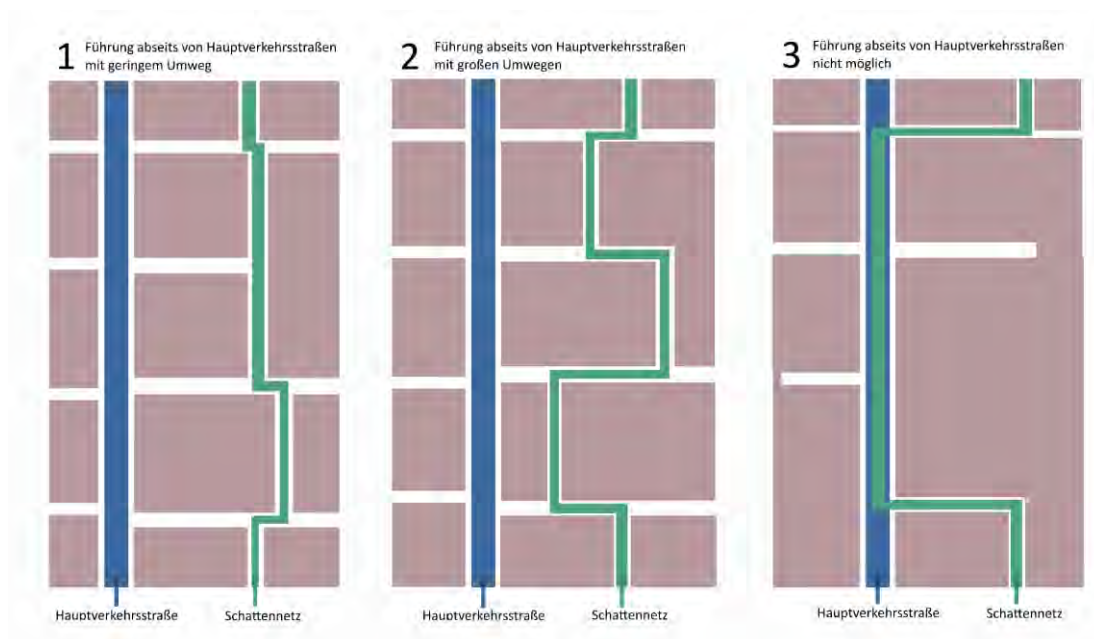 1 Führung abseits von Hauptverkehrsstraßen
mit geringem Umweg
2 Führung abseits von Hauptverkehrsstraßen
mit großen Umwegen
3 Führung abseits von Hauptverkehrsstraßen
nicht möglich
Hauptverkehrsstraße Schattennetz
Hauptverkehrsstraße Schattennetz
Hauptverkehrsstraße Schattennetz